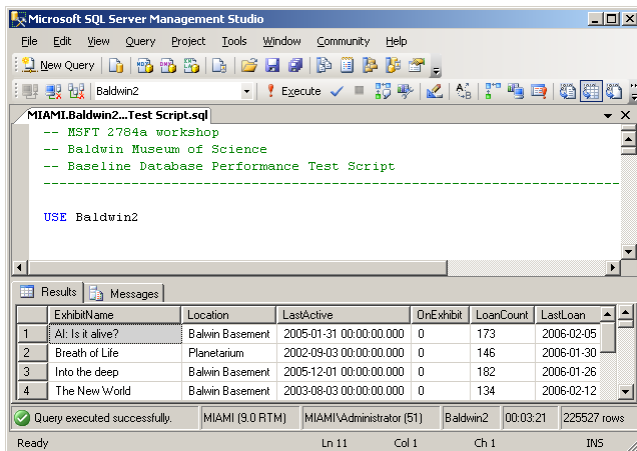 Microsoft SQL Server Management Studio
File Edit View Query Project Tools Window Community Help
New Query
Baldwin2 Execute
MIAMI.Baldwin2...Test Script.sql
-- MSFT 2784a workshop
-- Baldwin Museum of Science
-- Baseline Database Performance Test Script
--------------------------------------------------------------------------------
USE Baldwin2
Results Messages
ExhibitName Location LastActive OnExhibit LoanCount LastLoan
1 AI: Is it alive? Balwin Basement 2005-01-31 00:00:00.000 0 173 2006-02-05
2 Breath of Life Planetarium 2002-09-03 00:00:00.000 0 146 2006-01-30
3 Into the deep Balwin Basement 2005-12-01 00:00:00.000 0 182 2006-01-26
4 The New World Balwin Basement 2003-08-03 00:00:00.000 0 134 2006-02-12
Query executed successfully. MIAMI (9.0 RTM) MIAMI\Administrator (51) Baldwin2 00:03:21 225527 rows
Ready Ln 11 Col 1 Ch 1 INS